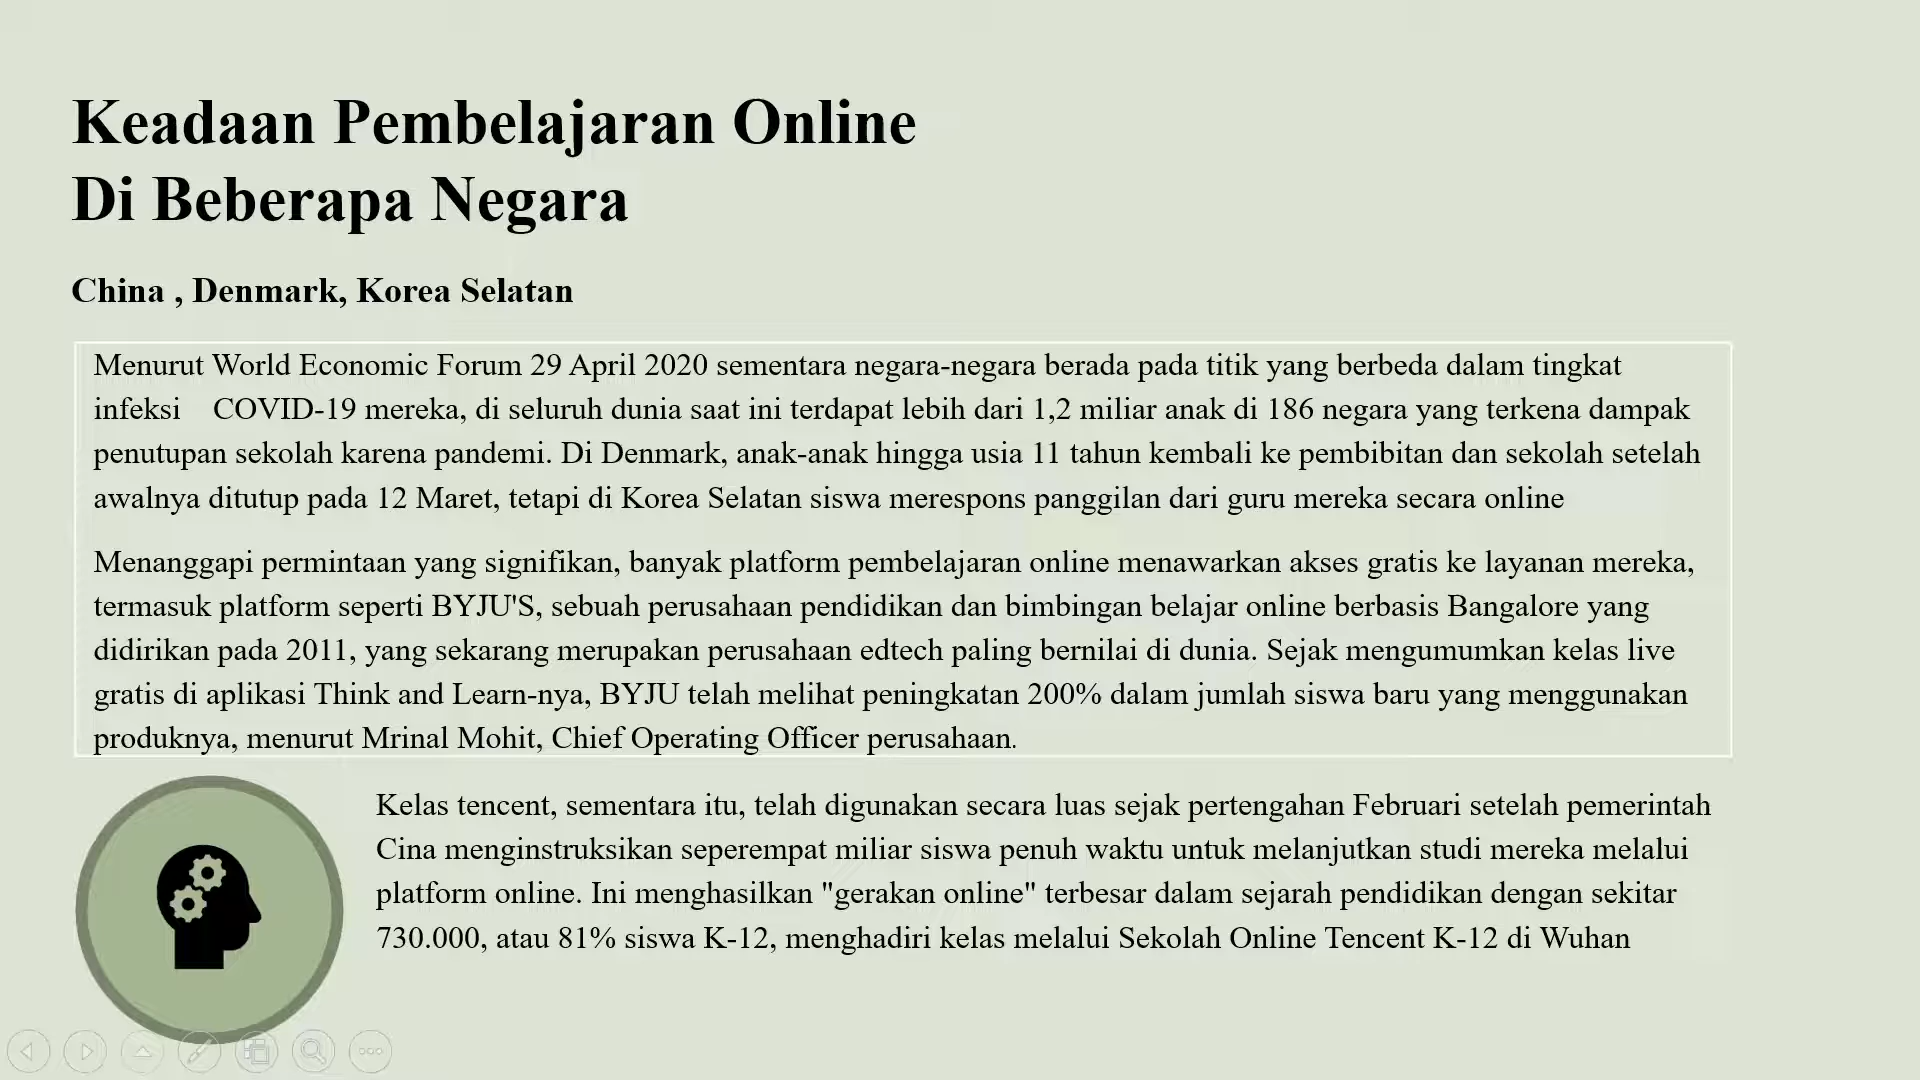 Keadaan Pembelajaran Online
Di Beberapa Negara
China , Denmark, Korea Selatan
Menurut World Economic Forum 29 April 2020 sementara negara-negara berada pada titik yang berbeda dalam tingkat
infeksi    COVID-19 mereka, di seluruh dunia saat ini terdapat lebih dari 1,2 miliar anak di 186 negara yang terkena dampak
penutupan sekolah karena pandemi. Di Denmark, anak-anak hingga usia 11 tahun kembali ke pembibitan dan sekolah setelah
awalnya ditutup pada 12 Maret, tetapi di Korea Selatan siswa merespons panggilan dari guru mereka secara online
Menanggapi permintaan yang signifikan, banyak platform pembelajaran online menawarkan akses gratis ke layanan mereka,
termasuk platform seperti BYJU'S, sebuah perusahaan pendidikan dan bimbingan belajar online berbasis Bangalore yang
didirikan pada 2011, yang sekarang merupakan perusahaan edtech paling bernilai di dunia. Sejak mengumumkan kelas live
gratis di aplikasi Think and Learn-nya, BYJU telah melihat peningkatan 200% dalam jumlah siswa baru yang menggunakan
produknya, menurut Mrinal Mohit, Chief Operating Officer perusahaan.
Kelas tencent, sementara itu, telah digunakan secara luas sejak pertengahan Februari setelah pemerintah
Cina menginstruksikan seperempat miliar siswa penuh waktu untuk melanjutkan studi mereka melalui
platform online. Ini menghasilkan "gerakan online" terbesar dalam sejarah pendidikan dengan sekitar
730.000, atau 81% siswa K-12, menghadiri kelas melalui Sekolah Online Tencent K-12 di Wuhan